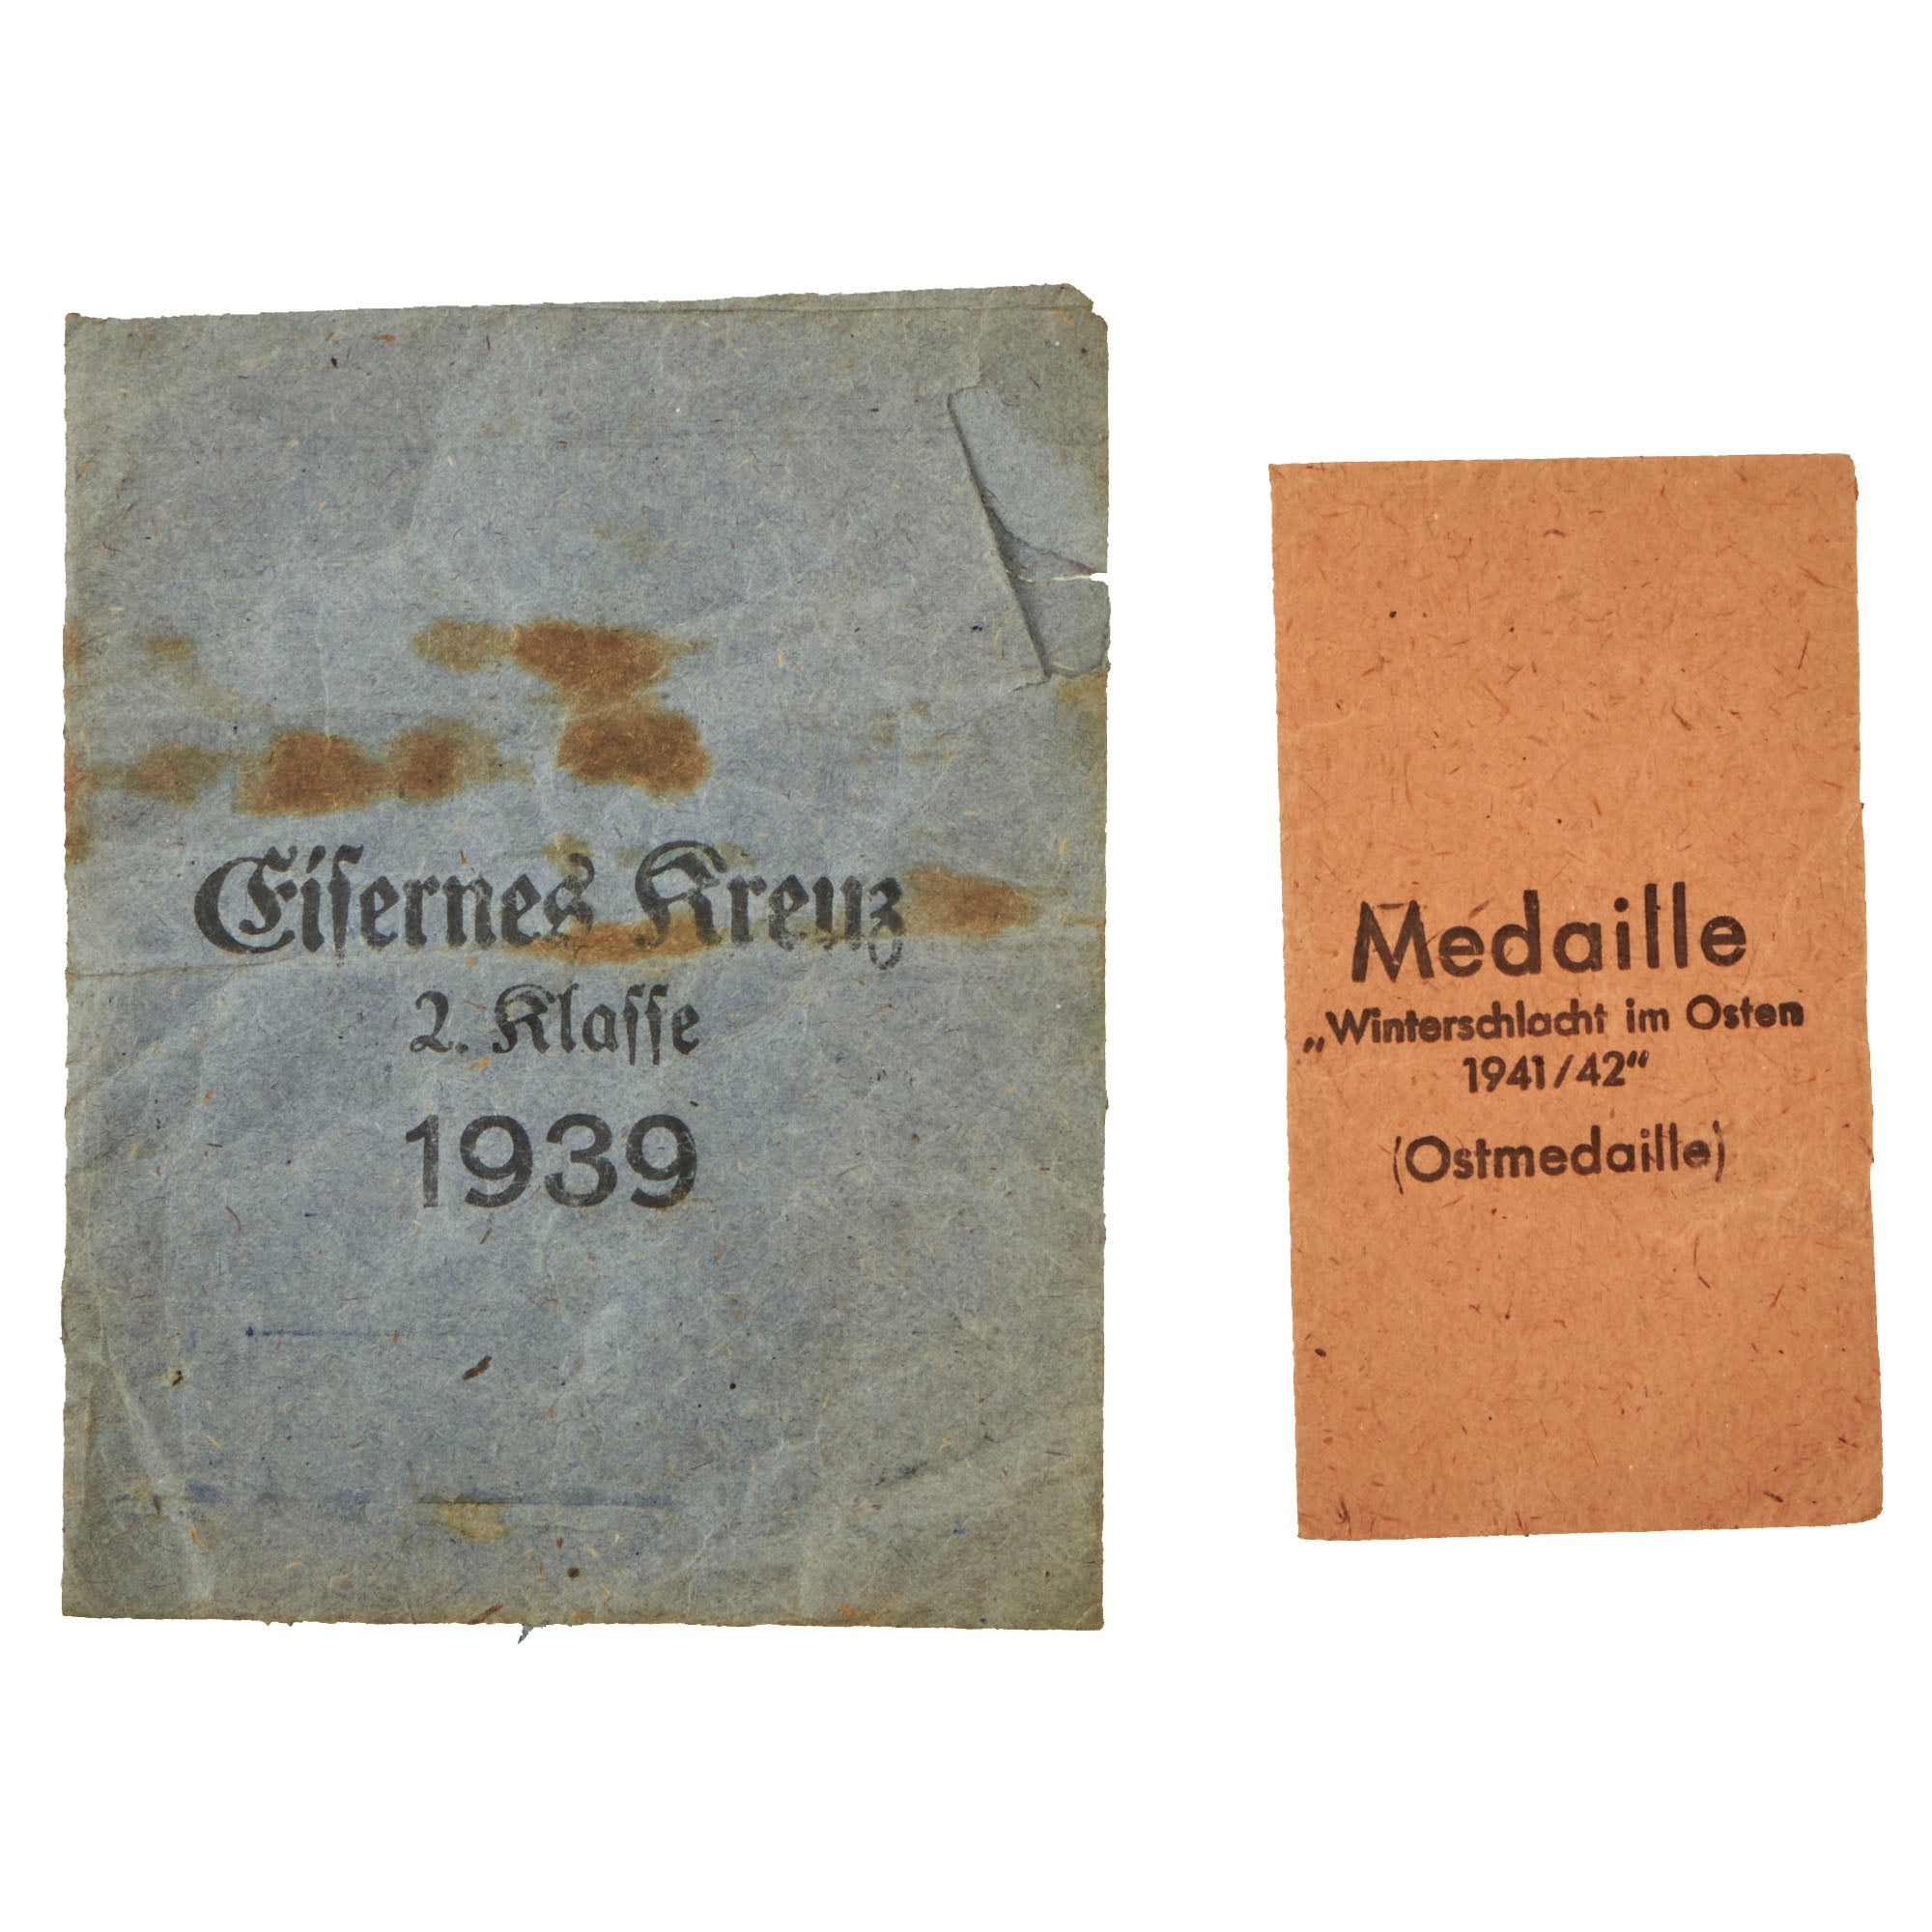 Eisernes Kreuz
2. Klasse
1939
Medaille
„Winterschlacht im Osten
1941/42“
(Ostmedaille)